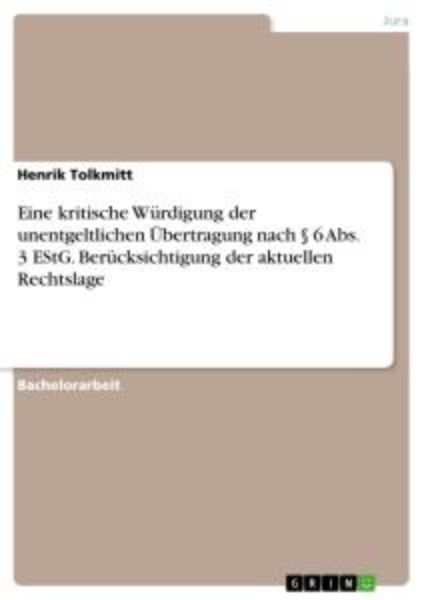 Jura
Henrik Tolkmitt
Eine kritische Würdigung der
unentgeltlichen Übertragung nach § 6 Abs.
3 EStG. Berücksichtigung der aktuellen
Rechtslage
Bachelorarbeit
GRIN